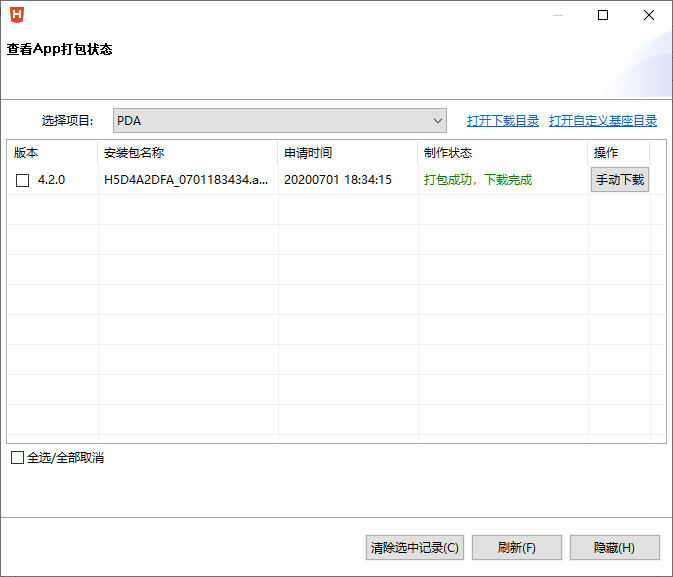 查看App打包状态
选择项目: PDA 打开下载目录 打开自定义基座目录
版本 安装包名称 申请时间 制作状态 操作
4.2.0 H5D4A2DFA_0701183434.a... 20200701 18:34:15 打包成功，下载完成 手动下载
全选/全部取消
清除选中记录(C) 刷新(F) 隐藏(H)